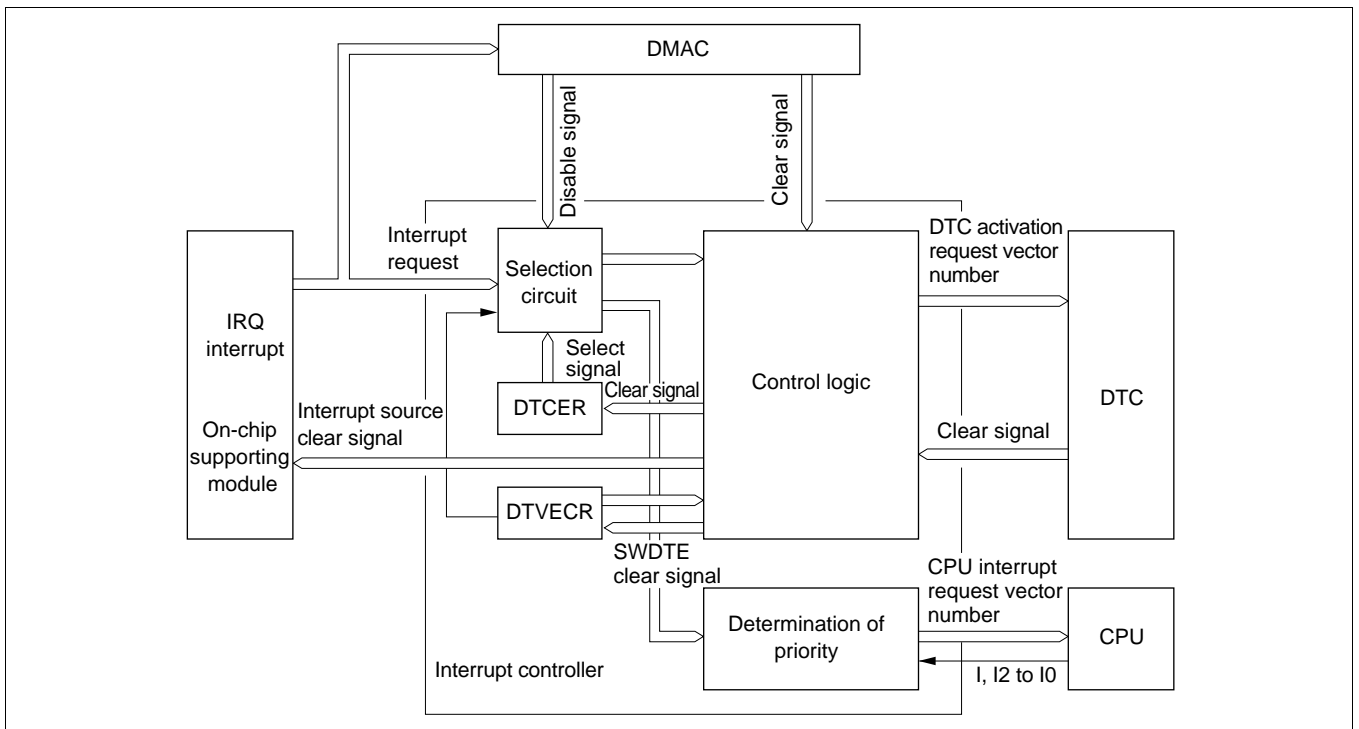 DMAC
Disable signal
Clear signal
Interrupt
request
Selection
circuit
DTC activation
request vector
number
IRQ
interrupt
On-chip
supporting
module
Select
signal
Control logic
DTC
DTCER
Clear signal
Interrupt source
clear signal
Clear signal
DTVECR
SWDTE
clear signal
CPU interrupt
request vector
number
Determination of
priority
CPU
I, I2 to I0
Interrupt controller